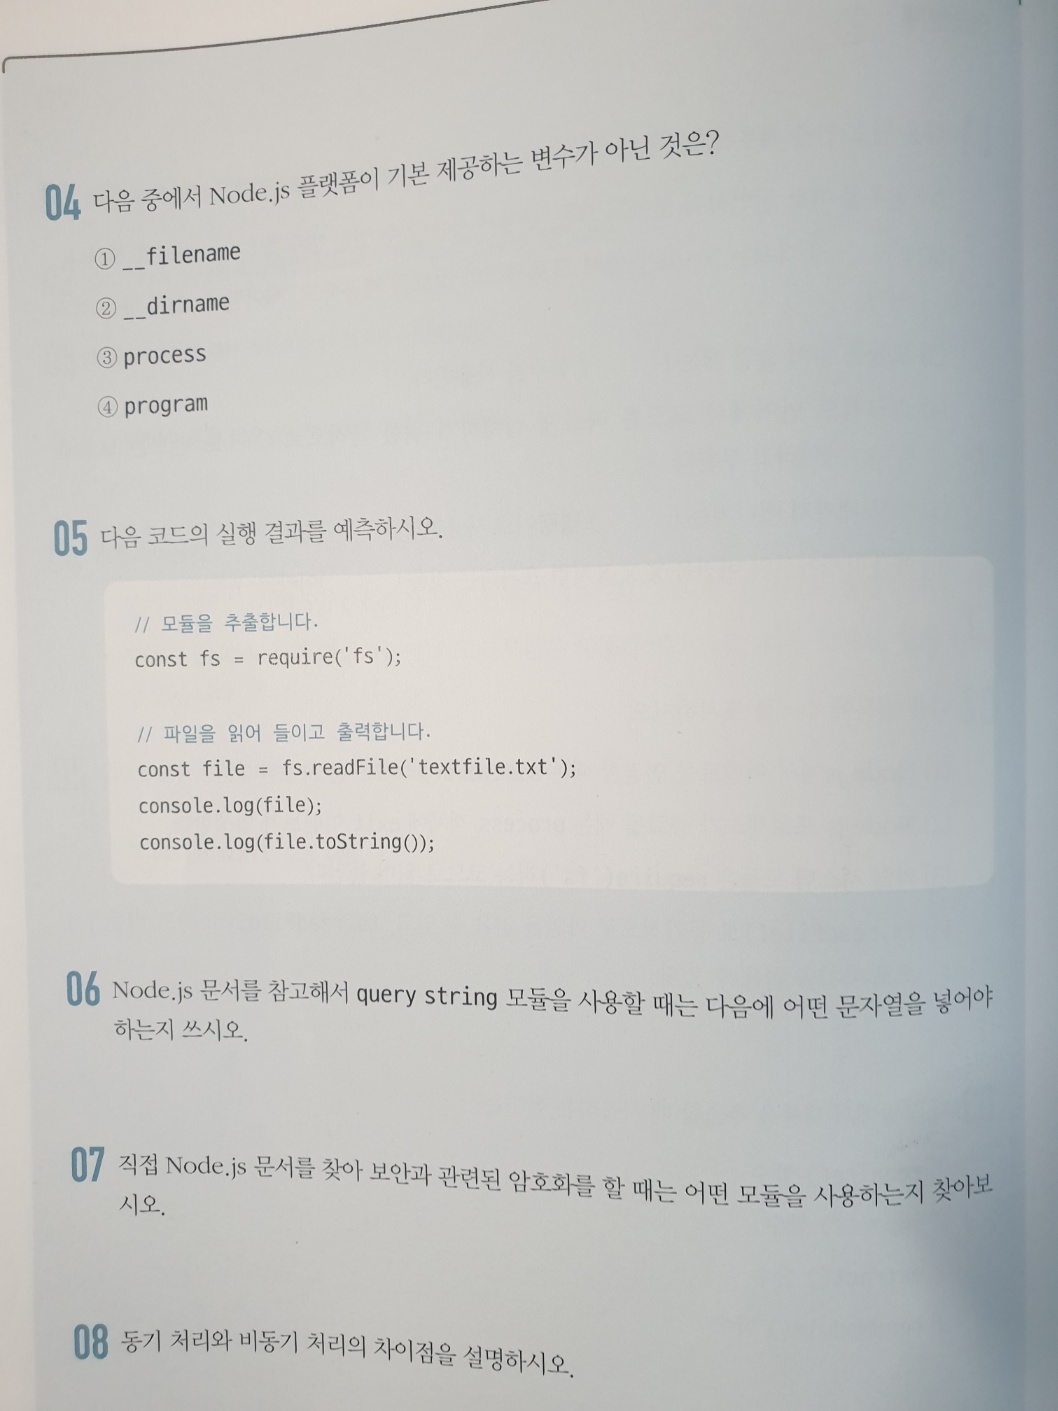 04 다음 중에서 Node.js 플랫폼이 기본 제공하는 변수가 아닌 것은?
① __filename
② __dirname
③ process
④ program
05 다음 코드의 실행 결과를 예측하시오.
// 모듈을 추출합니다.
const fs = require('fs');
// 파일을 읽어 들이고 출력합니다.
const file = fs.readFile('textfile.txt');
console.log(file);
console.log(file.toString());
06 Node.js 문서를 참고해서 query string 모듈을 사용할 때는 다음에 어떤 문자열을 넣어야
하는지 쓰시오.
07 직접 Node.js 문서를 찾아 보안과 관련된 암호화를 할 때는 어떤 모듈을 사용하는지 찾아보
시오.
08 동기 처리와 비동기 처리의 차이점을 설명하시오.